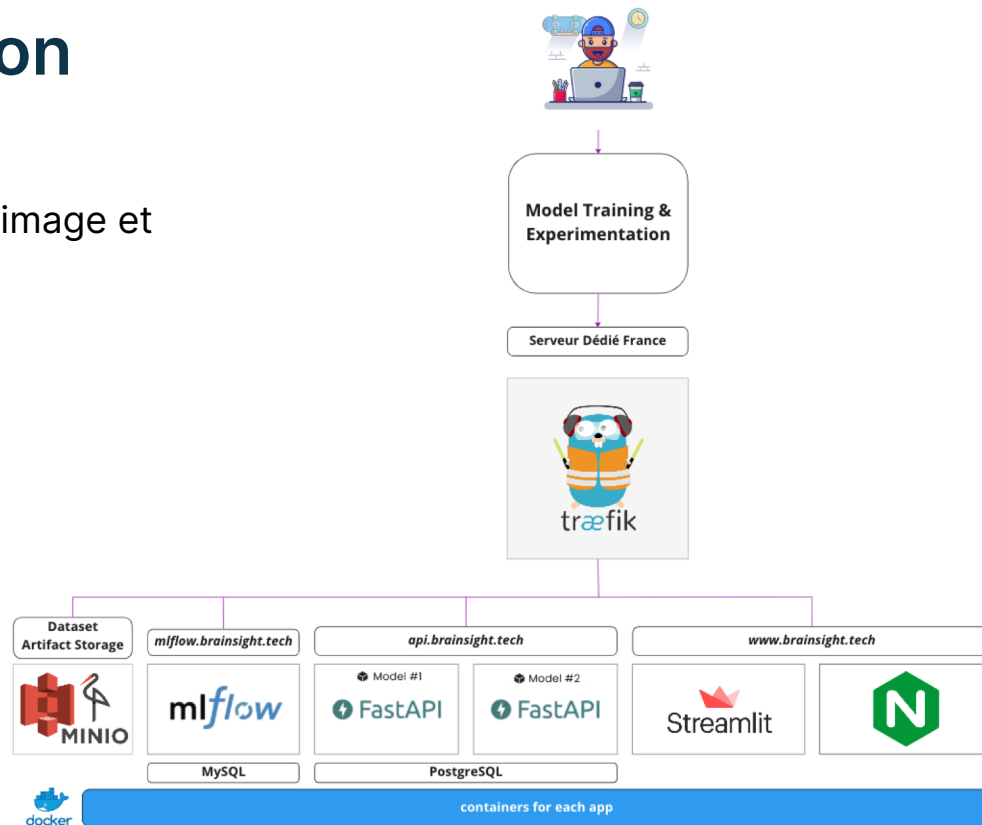 on
image et
Model Training &
Experimentation
Serveur Dédié France
træfik
Dataset
Artifact Storage
mlflow.brainsight.tech
api.brainsight.tech
www.brainsight.tech
MINIO
mlflow
Model #1
FastAPI
Model #2
FastAPI
Streamlit
N
MySQL
PostgreSQL
docker
containers for each app